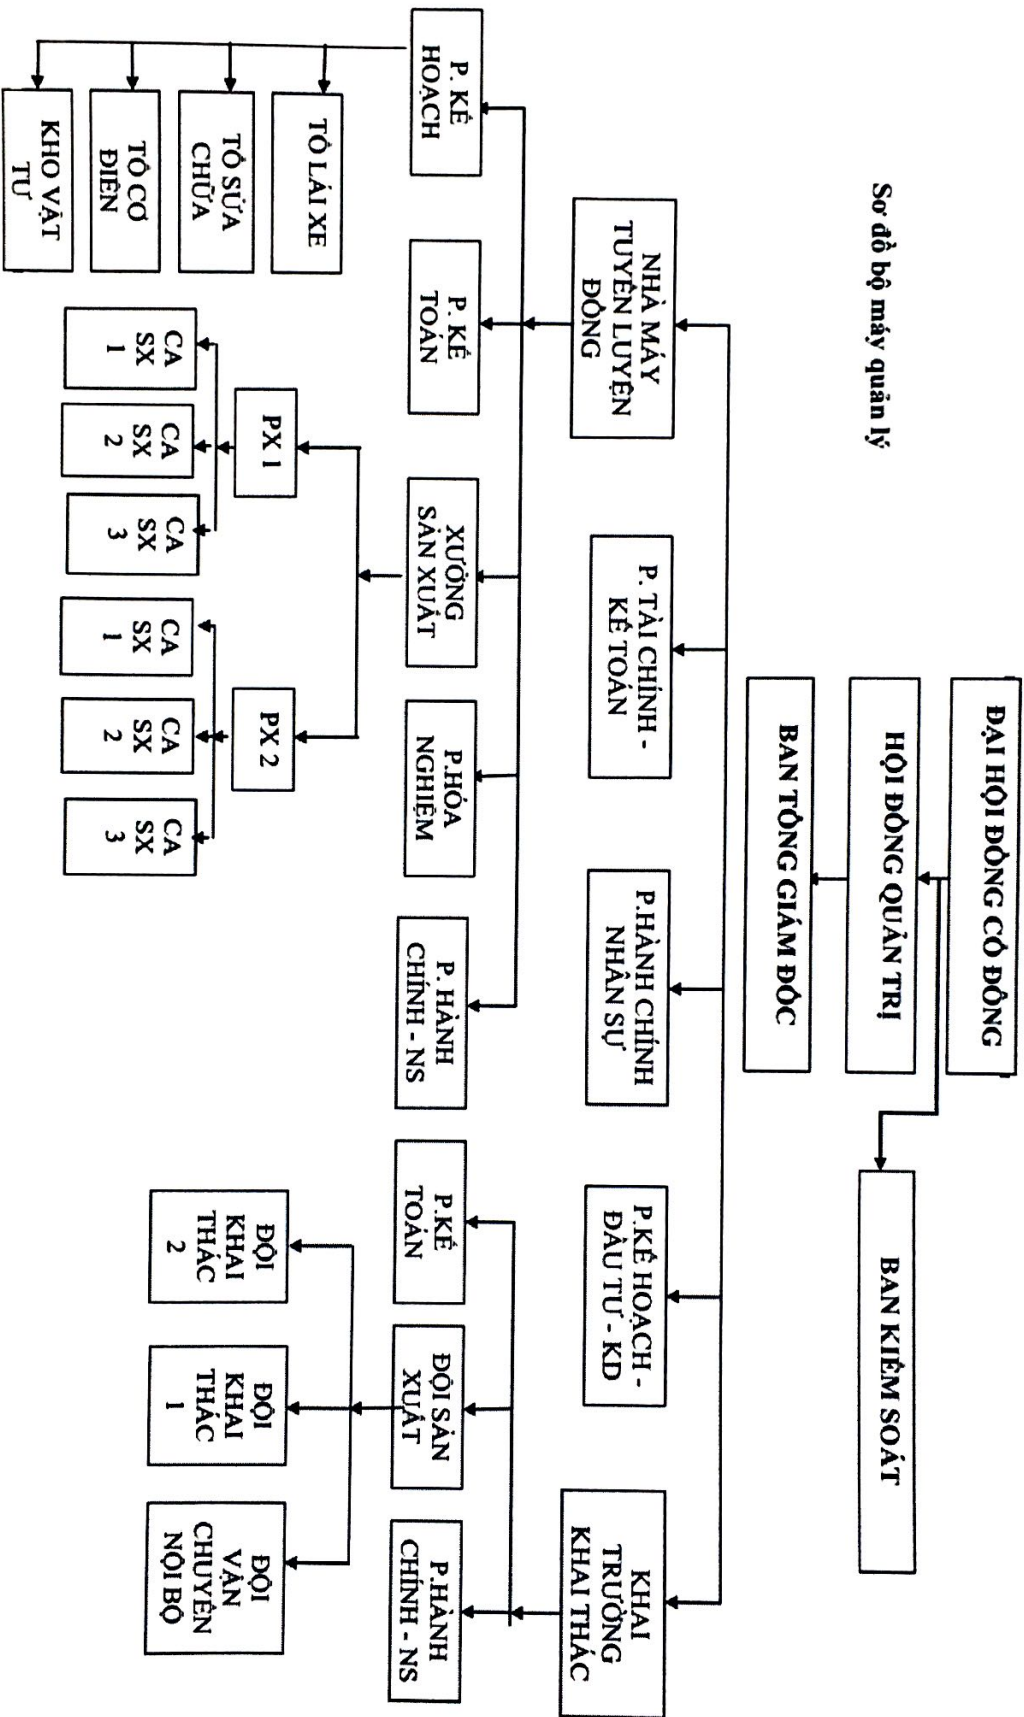 Sơ đồ bộ máy quản lý
ĐẠI HỘI ĐỒNG CỔ ĐÔNG
HỘI ĐỒNG QUẢN TRỊ
BAN KIỂM SOÁT
BAN TỔNG GIÁM ĐỐC
NHÀ MÁY
TUYỂN LUYỆN
ĐỒNG
P. TÀI CHÍNH -
KẾ TOÁN
P.HÀNH CHÍNH
NHÂN SỰ
P.KẾ HOẠCH -
ĐẦU TƯ - KD
KHAI
TRƯỜNG
KHAI THÁC
P. KẾ
HOẠCH
P. KẾ
TOÁN
XƯỞNG
SẢN XUẤT
P.HÓA
NGHIỆM
P. HÀNH
CHÍNH - NS
P.KẾ
TOÁN
ĐỘI SẢN
XUẤT
P.HÀNH
CHÍNH - NS
TỔ LÁI XE
TỔ SỬA
CHỮA
TỔ CƠ
ĐIỆN
KHO VẬT
TƯ
PX 1
PX 2
CA
SX
1
CA
SX
2
CA
SX
3
CA
SX
1
CA
SX
2
CA
SX
3
ĐỘI
KHAI
THÁC
2
ĐỘI
KHAI
THÁC
1
ĐỘI
VẬN
CHUYỂN
NỘI BỘ